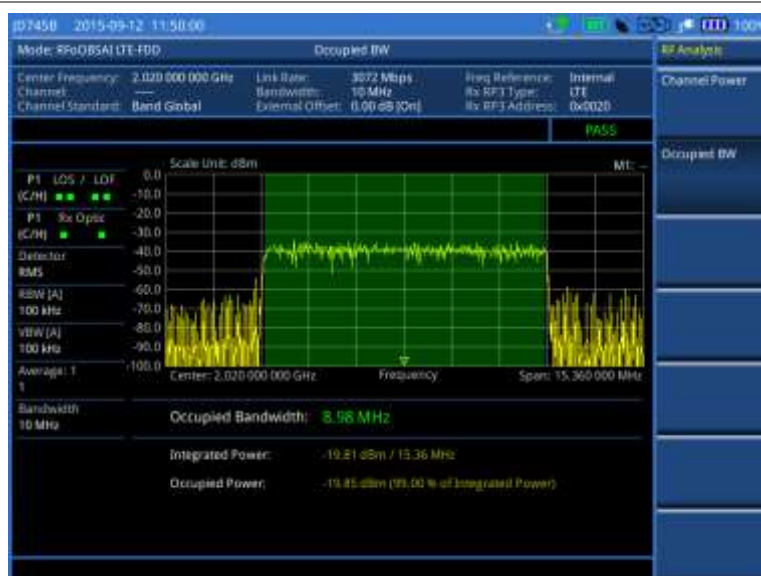 JD745B 2015-09-12 11:50:00
100%
Mode: RFoOBSAI LTE-FDD Occupied BW
RF Analysis
Center Frequency: 2.020 000 000 GHz Link Rate: 3072 Mbps Freq Reference: Internal
Channel: ---- Bandwidth: 10 MHz Rx RP3 Type: LTE
Channel Standard: Band Global External Offset: 0.00 dB [On] Rx RP3 Address: 0x0020
Channel Power
PASS
Occupied BW
Scale Unit: dBm M1: --
P1 LOS / LOF
(C/H)
P1 Rx Optic
(C/H)
Detector
RMS
RBW [A]
100 kHz
VBW [A]
100 kHz
Average: 1
1
Bandwidth
10 MHz
0.0
-10.0
-20.0
-30.0
-40.0
-50.0
-60.0
-70.0
-80.0
-90.0
-100.0
Center: 2.020 000 000 GHz Frequency Span: 15.360 000 MHz
Occupied Bandwidth: 8.98 MHz
Integrated Power: -19.81 dBm / 15.36 MHz
Occupied Power: -19.85 dBm (99.00 % of Integrated Power)